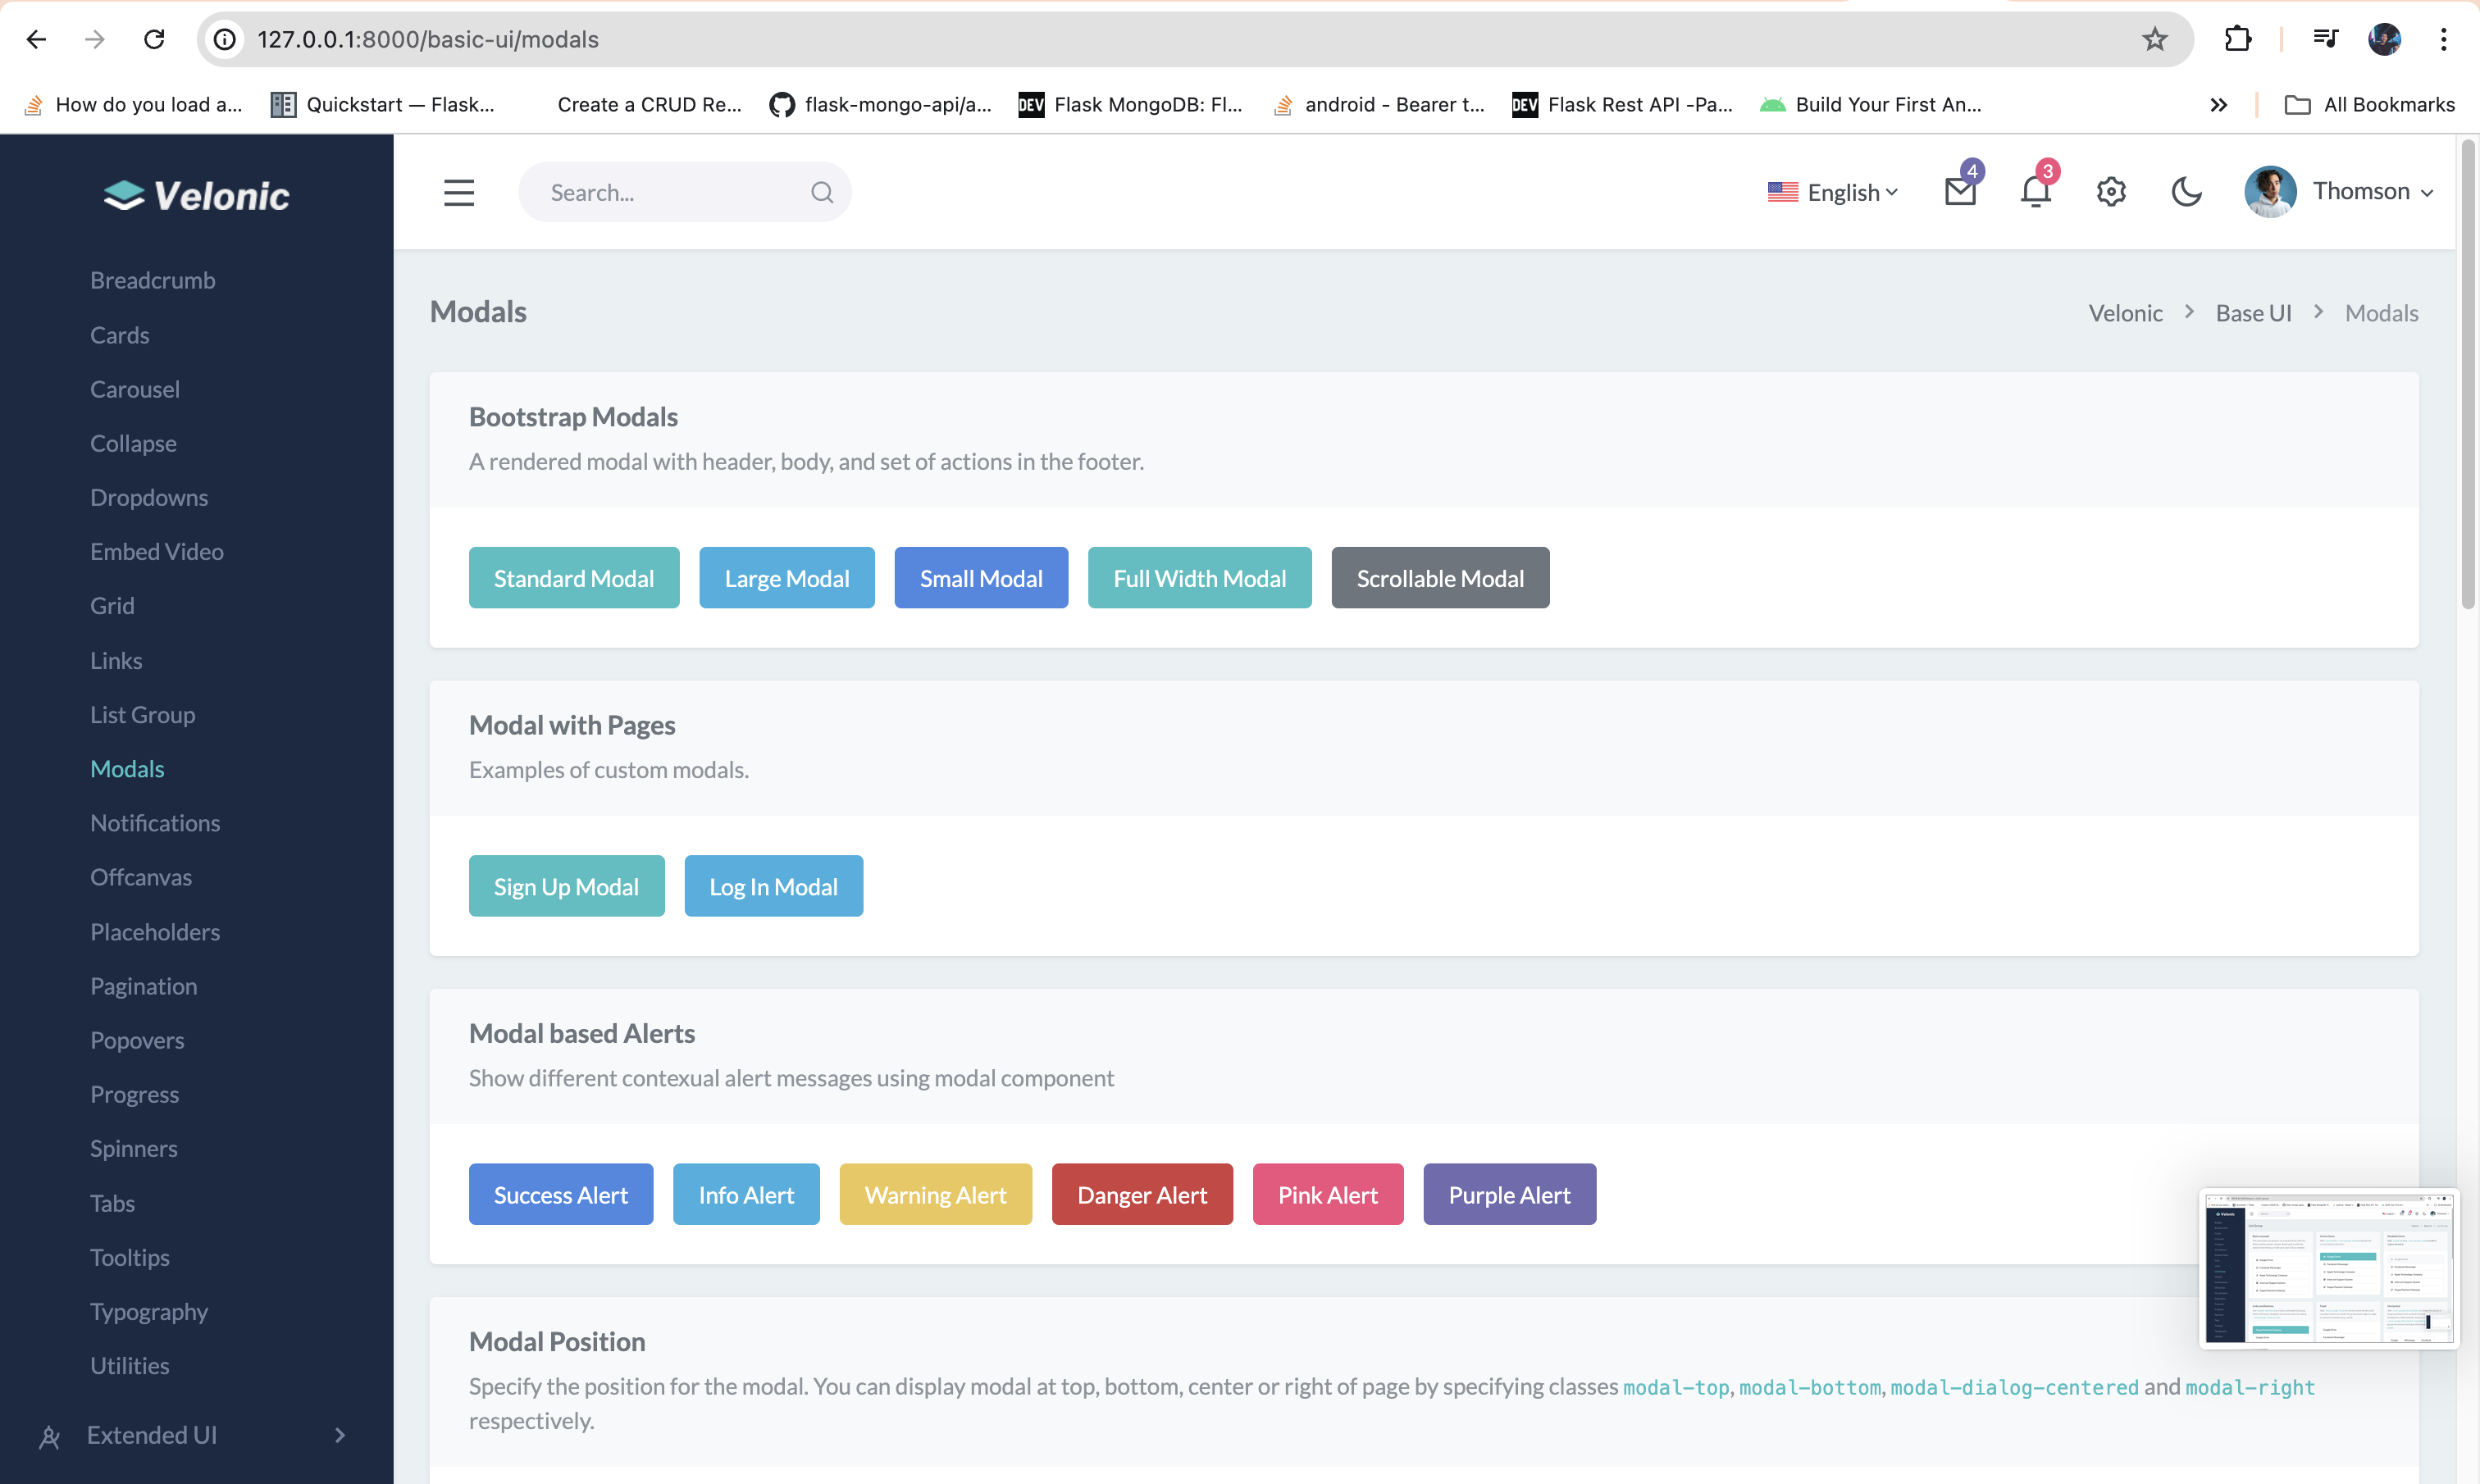 127.0.0.1:8000/basic-ui/modals
How do you load a...
Quickstart — Flask...
Create a CRUD Re...
flask-mongo-api/a...
DEV Flask MongoDB: Fl...
android - Bearer t...
DEV Flask Rest API -Pa...
Build Your First An...
All Bookmarks
Velonic
Search...
English
4
3
Thomson
Breadcrumb
Cards
Carousel
Collapse
Dropdowns
Embed Video
Grid
Links
List Group
Modals
Notifications
Offcanvas
Placeholders
Pagination
Popovers
Progress
Spinners
Tabs
Tooltips
Typography
Utilities
Extended UI
Modals
Velonic > Base UI > Modals
Bootstrap Modals
A rendered modal with header, body, and set of actions in the footer.
Standard Modal
Large Modal
Small Modal
Full Width Modal
Scrollable Modal
Modal with Pages
Examples of custom modals.
Sign Up Modal
Log In Modal
Modal based Alerts
Show different contexual alert messages using modal component
Success Alert
Info Alert
Warning Alert
Danger Alert
Pink Alert
Purple Alert
Modal Position
Specify the position for the modal. You can display modal at top, bottom, center or right of page by specifying classes modal-top, modal-bottom, modal-dialog-centered and modal-right
respectively.